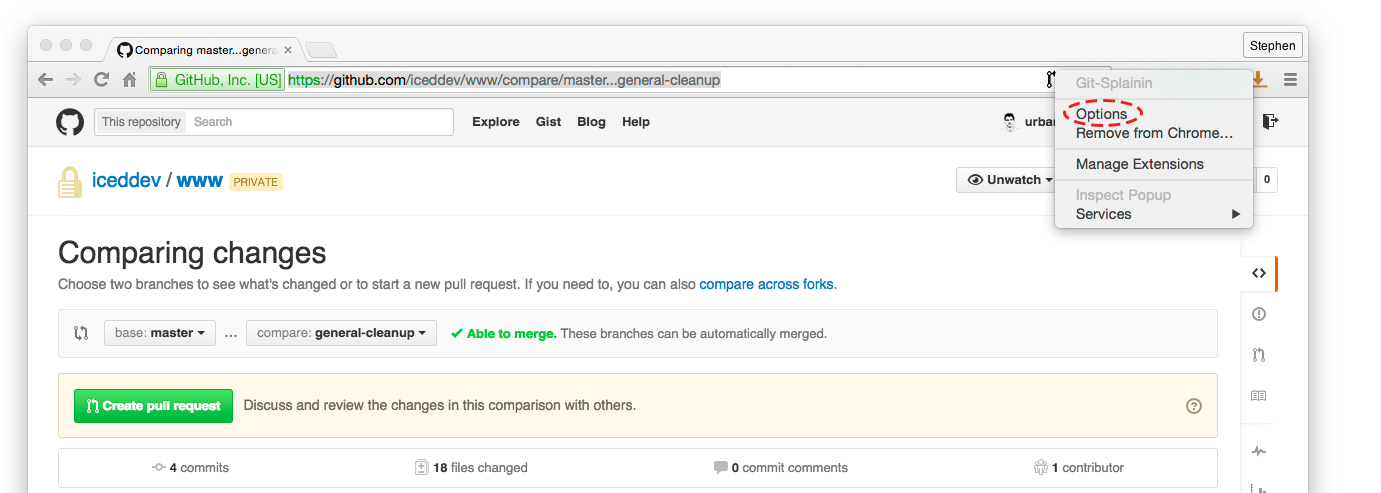 Comparing master...genera
Stephen
GitHub, Inc. [US] https://github.com/iceddev/www/compare/master...general-cleanup
Git-Splainin
Options
Remove from Chrome...
Manage Extensions
Inspect Popup
Services
This repository Search Explore Gist Blog Help
iceddev / www PRIVATE Unwatch 0
Comparing changes
Choose two branches to see what's changed or to start a new pull request. If you need to, you can also compare across forks.
base: master ... compare: general-cleanup Able to merge. These branches can be automatically merged.
Create pull request Discuss and review the changes in this comparison with others.
4 commits 18 files changed 0 commit comments 1 contributor